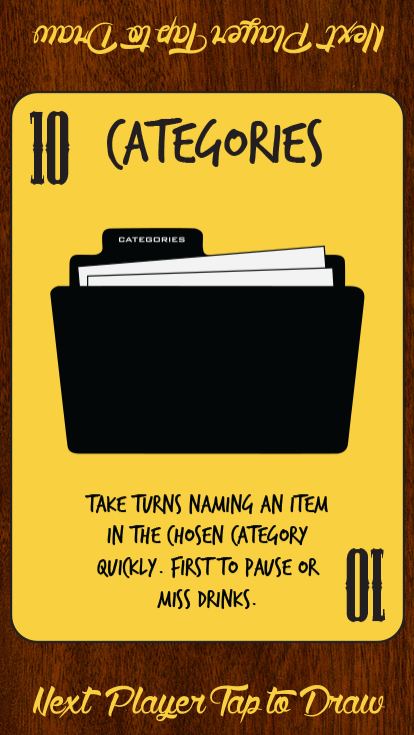 Next Player Tap to Draw
10
CATEGORIES
CATEGORIES
TAKE TURNS NAMING AN ITEM
IN THE CHOSEN CATEGORY
QUICKLY. FIRST TO PAUSE OR
MISS DRINKS.
10
Next Player Tap to Draw